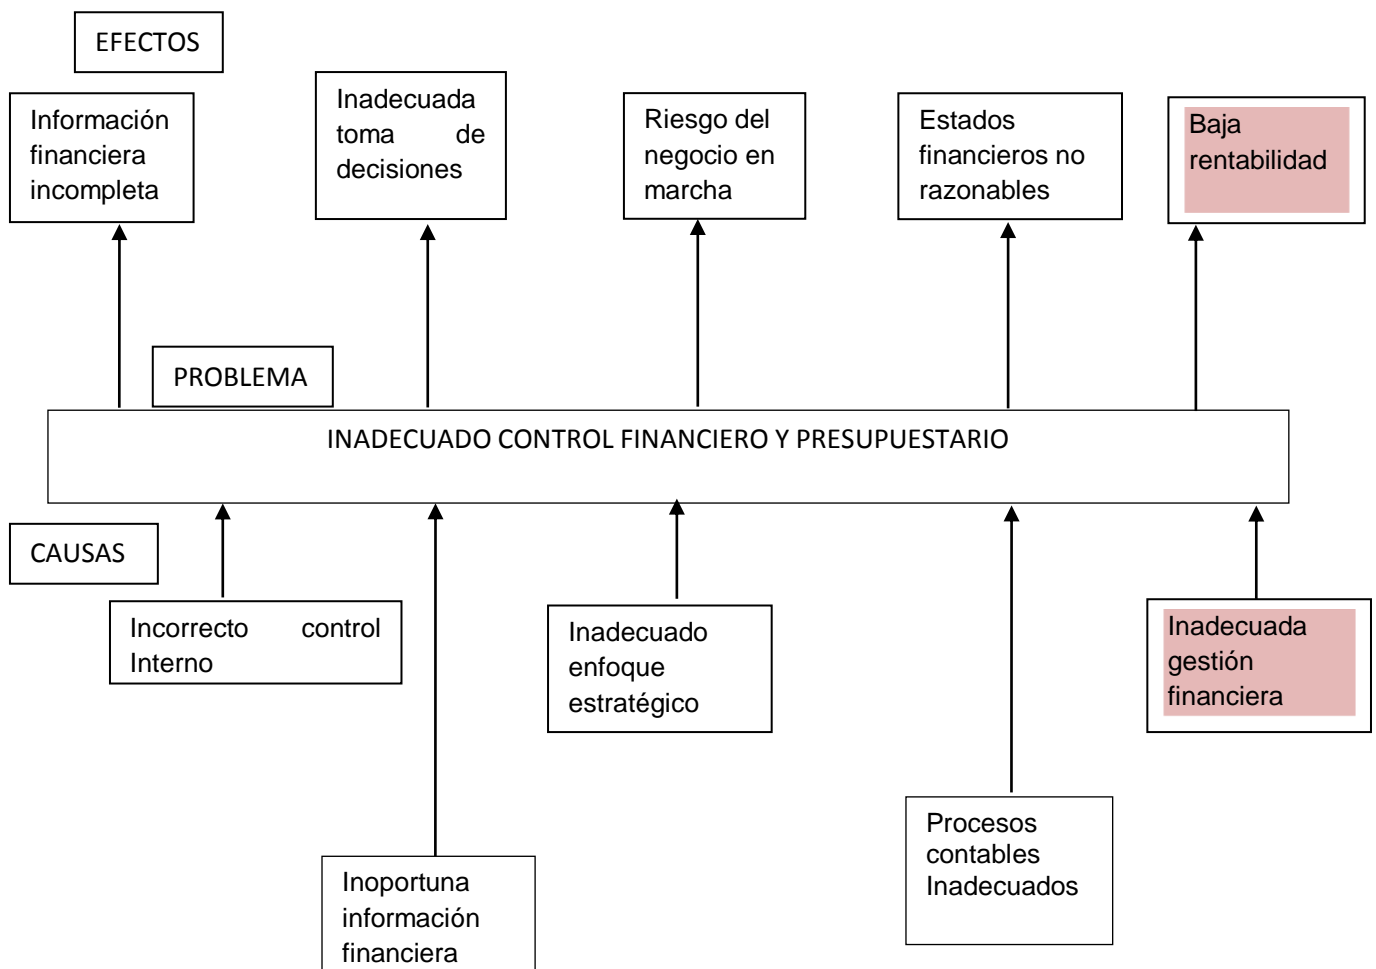 EFECTOS
Información
financiera
incompleta
Inadecuada
toma de
decisiones
Riesgo del
negocio en
marcha
Estados
financieros no
razonables
Baja
rentabilidad
PROBLEMA
INADECUADO CONTROL FINANCIERO Y PRESUPUESTARIO
CAUSAS
Incorrecto control
Interno
Inoportuna
información
financiera
Inadecuado
enfoque
estratégico
Procesos
contables
Inadecuados
Inadecuada
gestión
financiera